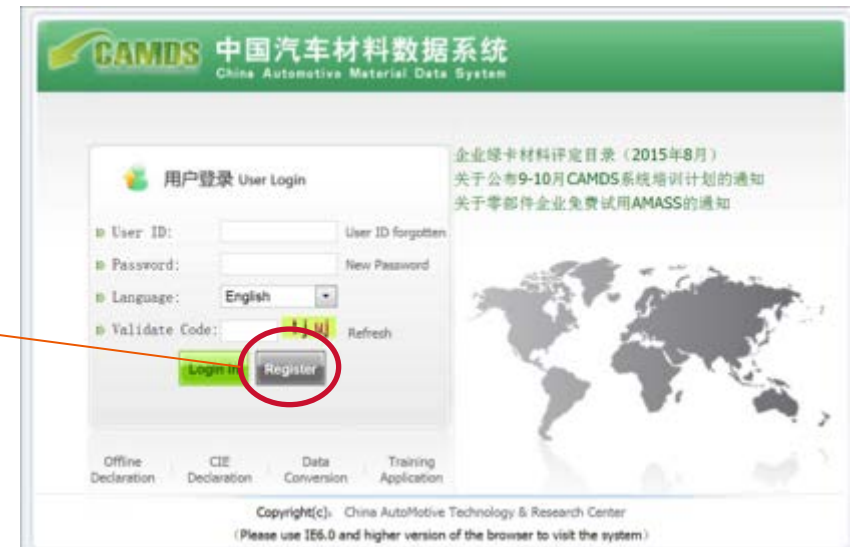 CAMDS 中国汽车材料数据系统
China Automotive Material Data System
用户登录 User Login
User ID: User ID forgotten
Password: New Password
Language: English
Validate Code: Refresh
Login In Register
企业绿卡材料评定目录（2015年8月）
关于公布9-10月CAMDS系统培训计划的通知
关于零部件企业免费试用AMASS的通知
Offline Declaration
CIE Declaration
Data Conversion
Training Application
Copyright(c), China AutoMotive Technology & Research Center
(Please use IE6.0 and higher version of the browser to visit the system)